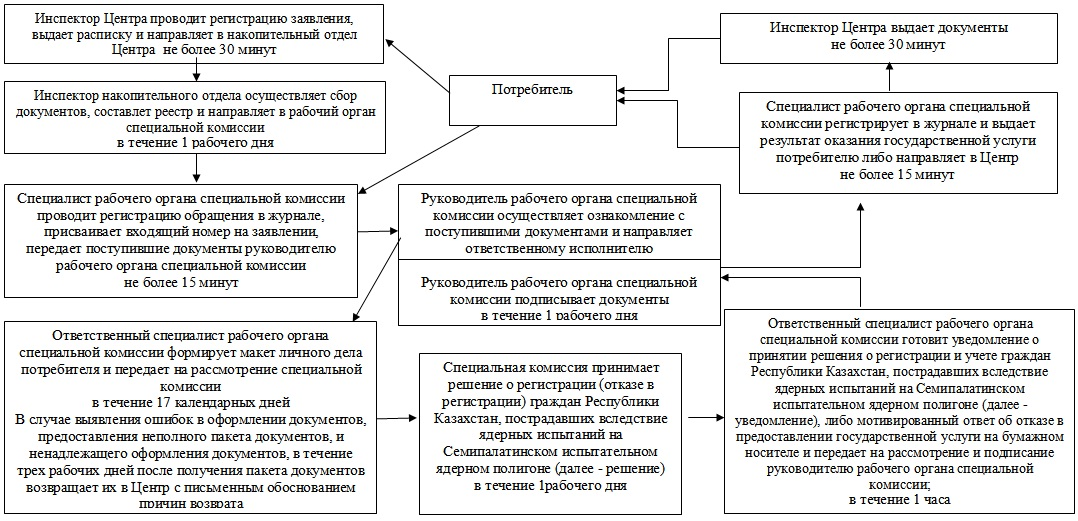 Инспектор Центра проводит регистрацию заявления,
выдает расписку и направляет в накопительный отдел
Центра не более 30 минут
Инспектор накопительного отдела осуществляет сбор
документов, составлет реестр и направляет в рабочий орган
специальной комиссии
в течение 1 рабочего дня
Специалист рабочего органа специальной комиссии
проводит регистрацию обращения в журнале,
присваивает входящий номер на заявлении,
передает поступившие документы руководителю
рабочего органа специальной комиссии
не более 15 минут
Ответственный специалист рабочего органа
специальной комиссии формирует макет личного дела
потребителя и передает на рассмотрение специальной
комиссии
в течение 17 календарных дней
В случае выявления ошибок в оформлении документов,
предоставления неполного пакета документов, и
ненадлежащего оформления документов, в течение
трех рабочих дней после получения пакета документов
возвращает их в Центр с письменным обоснованием
причин возврата
Потребитель
Руководитель рабочего органа специальной
комиссии осуществляет ознакомление с
поступившими документами и направляет
ответственному исполнителю
Руководитель рабочего органа специальной
комиссии подписывает документы
в течение 1рабочего дня
Специальная комиссия принимает
решение о регистрации (отказе в
регистрации) граждан Республики
Казахстан, пострадавших вследствие
ядерных испытаний на
Семипалатинском испытательном
ядерном полигоне (далее - решение)
в течение 1рабочего дня
Инспектор Центра выдает документы
не более 30 минут
Специалист рабочего органа специальной
комиссии регистрирует в журнале и выдает
результат оказания государственной услуги
потребителю либо направляет в Центр
не более 15 минут
Ответственный специалист рабочего органа
специальной комиссии готовит уведомление о
принятии решения о регистрации и учете граждан
Республики Казахстан, пострадавших вследствие
ядерных испытаний на Семипалатинском
испытательном ядерном полигоне (далее -
уведомление), либо мотивированный ответ об отказе в
предоставлении государственной услуги на бумажном
носителе и передает на рассмотрение и подписание
руководителю рабочего органа специальной
комиссии;
в течение 1 часа